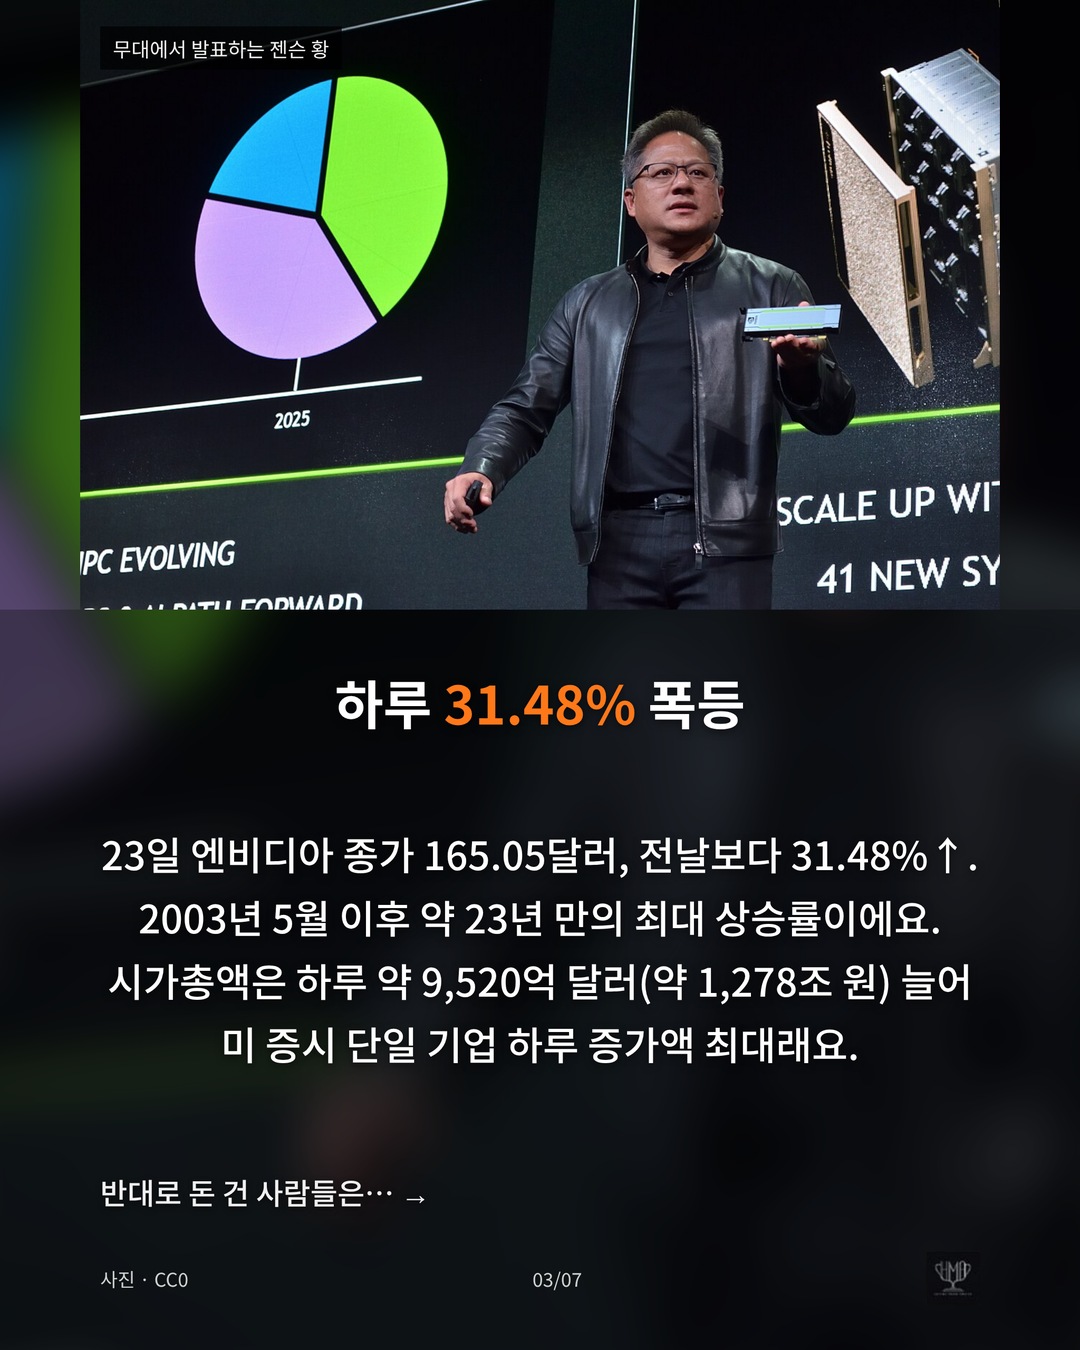 무대에서 발표하는 젠슨 황
2025
SCALE UP WIT
41 NEW SY
HPC EVOLVING
PATH FORWARD
하루 31.48% 폭등
23일 엔비디아 종가 165.05달러, 전날보다 31.48%↑.
2003년 5월 이후 약 23년 만의 최대 상승률이에요.
시가총액은 하루 약 9,520억 달러(약 1,278조 원) 늘어
미 증시 단일 기업 하루 증가액 최대래요.
반대로 돈 건 사람들은… →
사진 · CC0
03/07